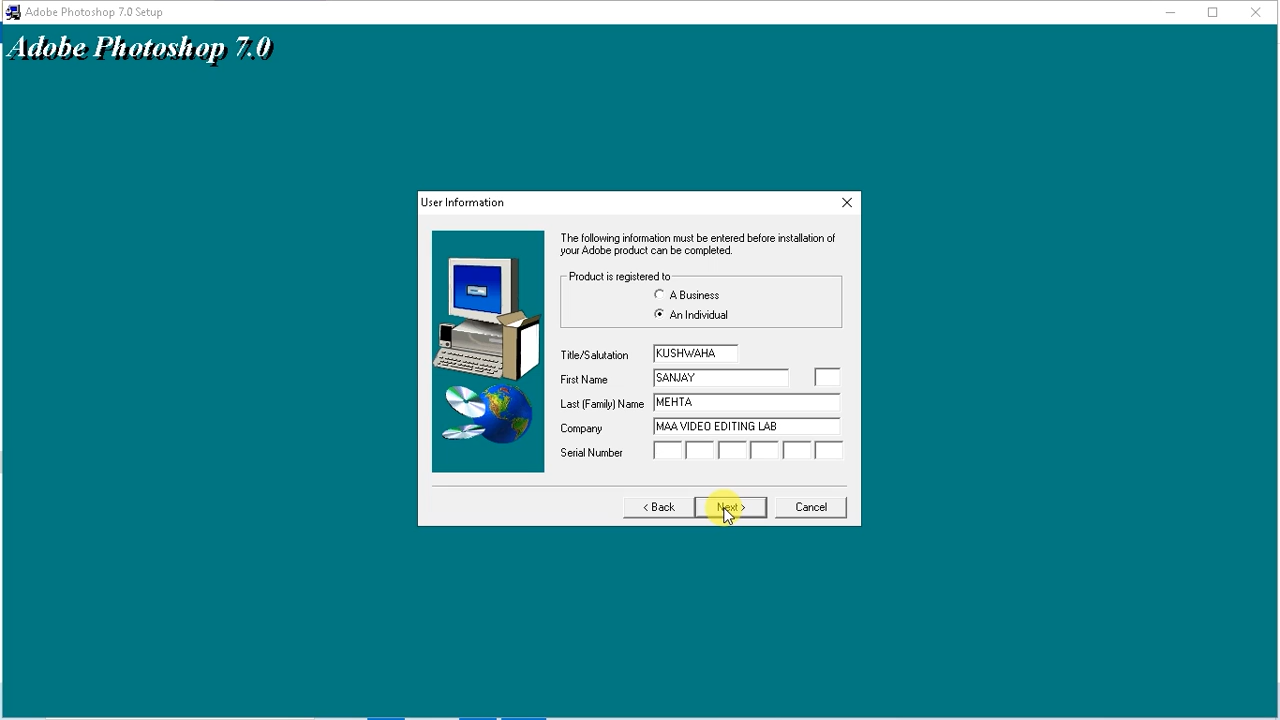 Adobe Photoshop 7.0 Setup
Adobe Photoshop 7.0
User Information
The following information must be entered before installation of
your Adobe product can be completed.
Product is registered to
A Business
An Individual
Title/Salutation KUSHWAHA
First Name SANJAY
Last (Family) Name MEHTA
Company MAA VIDEO EDITING LAB
Serial Number
< Back Next > Cancel